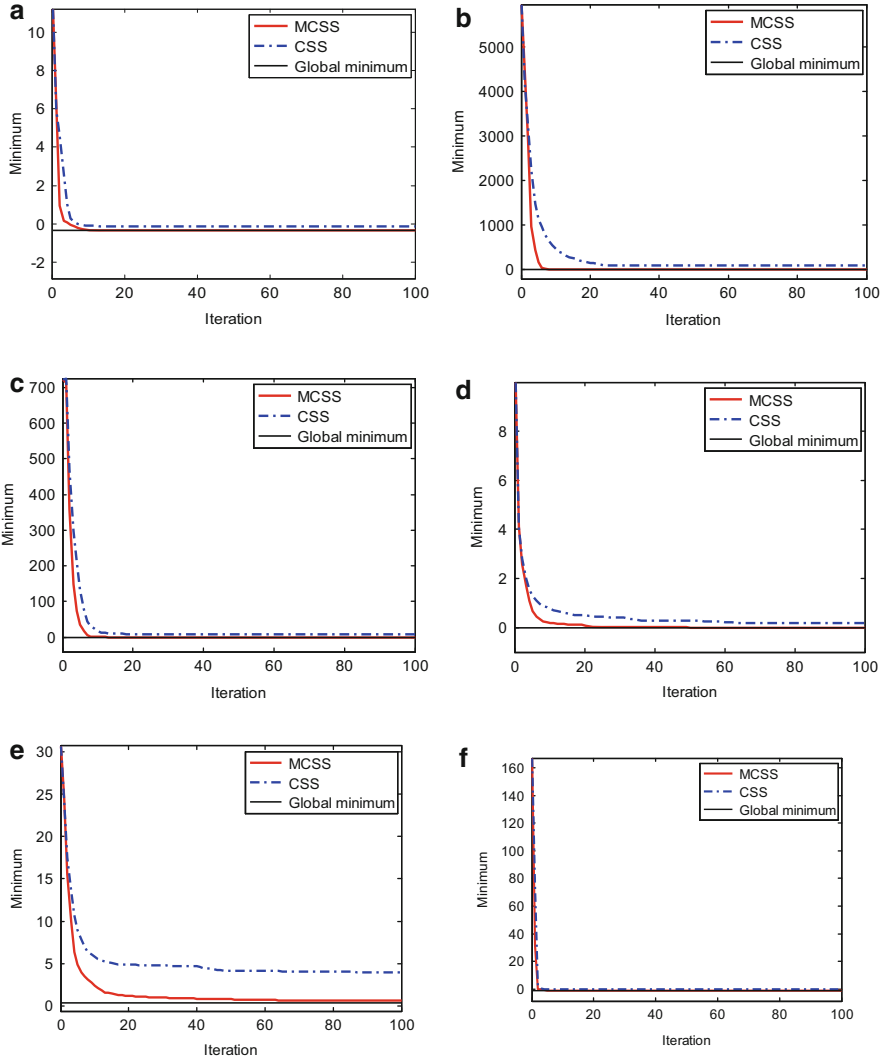 a
MCSS
CSS
Global minimum
10
8
6
4
2
0
-2
Minimum
0 20 40 60 80 100
Iteration
b
MCSS
CSS
Global minimum
5000
4000
3000
2000
1000
0
Minimum
0 20 40 60 80 100
Iteration
c
MCSS
CSS
Global minimum
700
600
500
400
300
200
100
0
Minimum
0 20 40 60 80 100
Iteration
d
MCSS
CSS
Global minimum
8
6
4
2
0
Minimum
0 20 40 60 80 100
Iteration
e
MCSS
CSS
Global minimum
30
25
20
15
10
5
0
Minimum
0 20 40 60 80 100
Iteration
f
MCSS
CSS
Global minimum
160
140
120
100
80
60
40
20
0
Minimum
0 20 40 60 80 100
Iteration